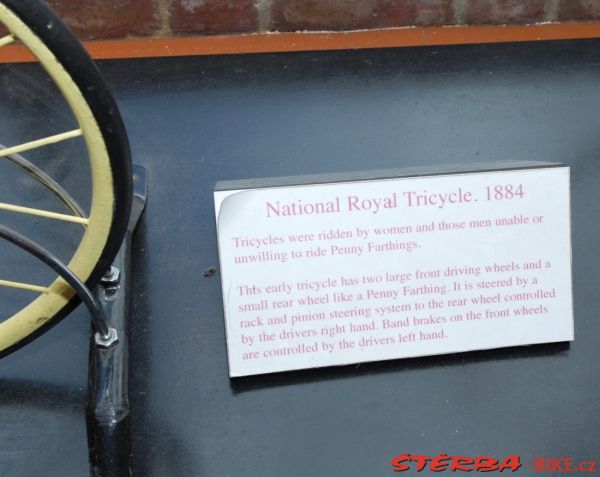 National Royal Tricycle. 1884
Tricycles were ridden by women and those men unable or
unwilling to ride Penny Farthings.
This early tricycle has two large front driving wheels and a
small rear wheel like a Penny Farthing. It is steered by a
rack and pinion steering system to the rear wheel controlled
by the drivers right hand. Band brakes on the front wheels
are controlled by the drivers left hand.
ŠTĚRBA-BIKE.cz